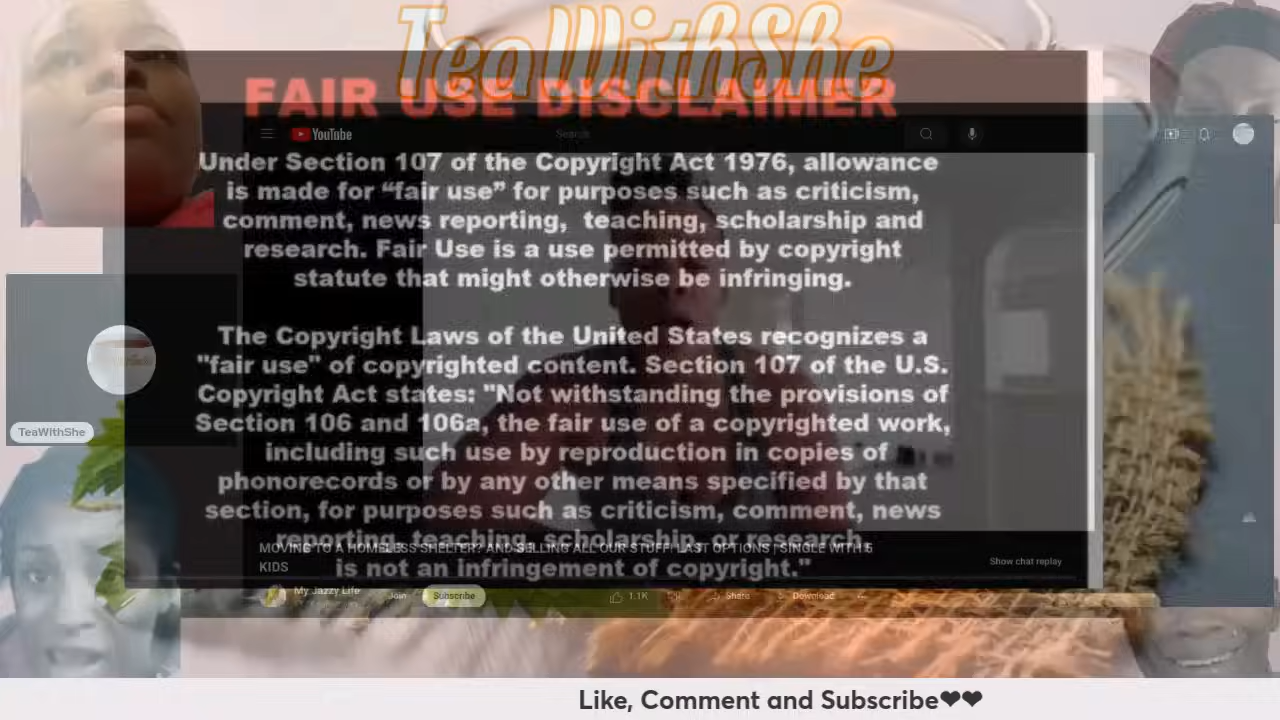 TeaWithShe
FAIR USE DISCLAIMER
YouTube
Search
Under Section 107 of the Copyright Act 1976, allowance
is made for “fair use” for purposes such as criticism,
comment, news reporting, teaching, scholarship and
research. Fair Use is a use permitted by copyright
statute that might otherwise be infringing.
The Copyright Laws of the United States recognizes a
"fair use" of copyrighted content. Section 107 of the U.S.
Copyright Act states: "Not withstanding the provisions of
Section 106 and 106a, the fair use of a copyrighted work,
including such use by reproduction in copies of
phonorecords or by any other means specified by that
section, for purposes such as criticism, comment, news
reporting, teaching, scholarship, or research,
is not an infringement of copyright."
TeaWithShe
MOVING TO A HOMELESS SHELTER? AND SELLING ALL OUR STUFF! LAST OPTIONS | SINGLE WITH 5
KIDS
Show chat replay
My Jazzy Life
Join
Subscribe
1.1K
Share
Download
Like, Comment and Subscribe❤❤